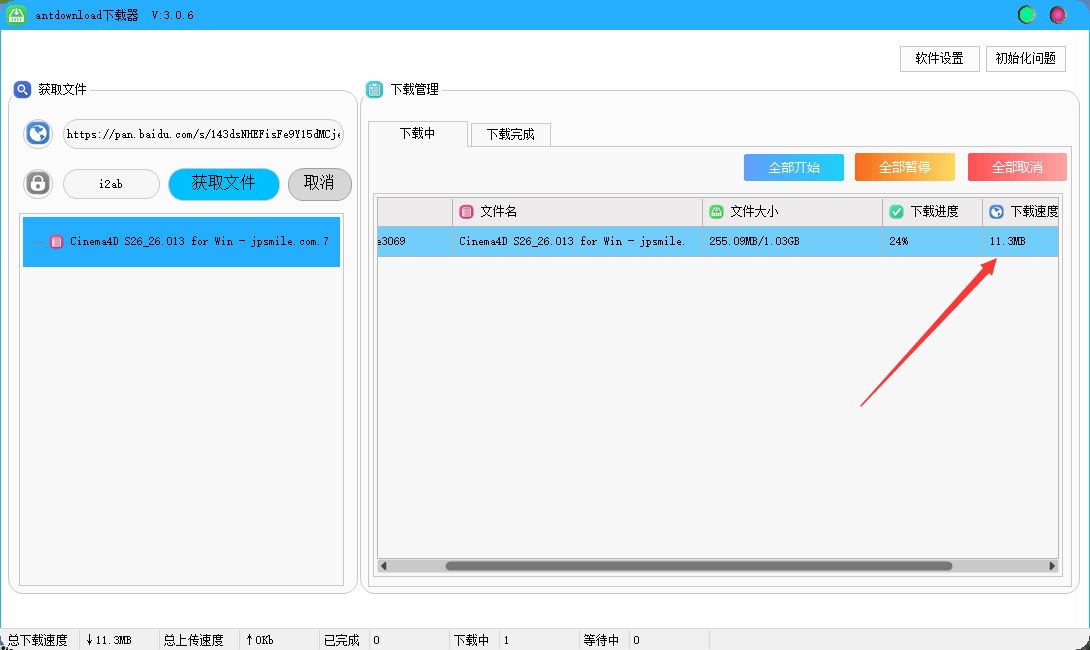 antdownload下载器 V:3.0.6
软件设置 初始化问题
获取文件
https://pan.baidu.com/s/143dsNHEFisFe9Y15dMCje
i2ab 获取文件 取消
Cinema4D S26_26.013 for Win - jpsmile.com.7
下载管理
下载中 下载完成
全部开始 全部暂停 全部取消
文件名 文件大小 下载进度 下载速度
e3069 Cinema4D S26_26.013 for Win - jpsmile. 255.09MB/1.03GB 24% 11.3MB
总下载速度 ↓11.3MB 总上传速度 ↑0Kb 已完成 0 下载中 1 等待中 0